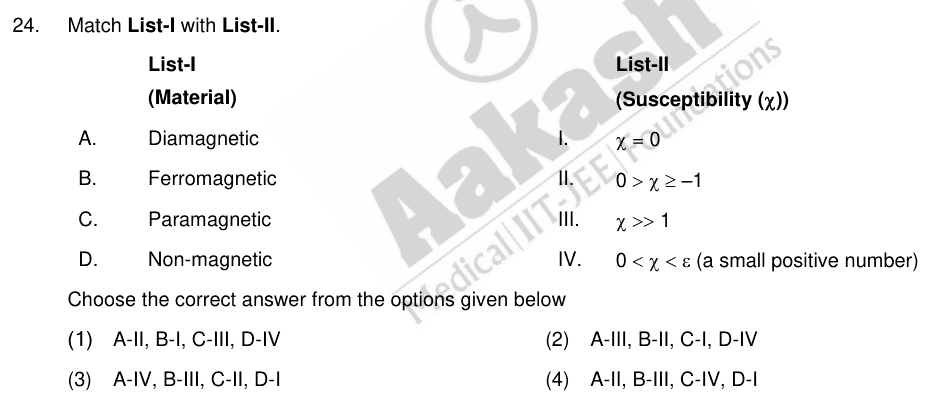 24. Match List-I with List-II.
List-I List-II
(Material) (Susceptibility (χ))
A. Diamagnetic I. χ = 0
B. Ferromagnetic II. 0 > χ ≥ –1
C. Paramagnetic III. χ >> 1
D. Non-magnetic IV. 0 < χ < ε (a small positive number)
Choose the correct answer from the options given below
(1) A-II, B-I, C-III, D-IV (2) A-III, B-II, C-I, D-IV
(3) A-IV, B-III, C-II, D-I (4) A-II, B-III, C-IV, D-I
Aakash
Medical|IIT-JEE|Foundations